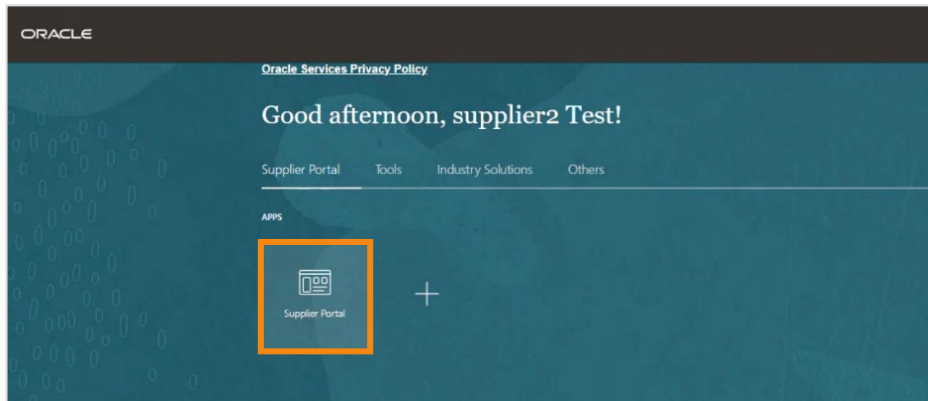 ORACLE
Oracle Services Privacy Policy
Good afternoon, supplier2 Test!
Supplier Portal Tools Industry Solutions Others
APPS
Supplier Portal